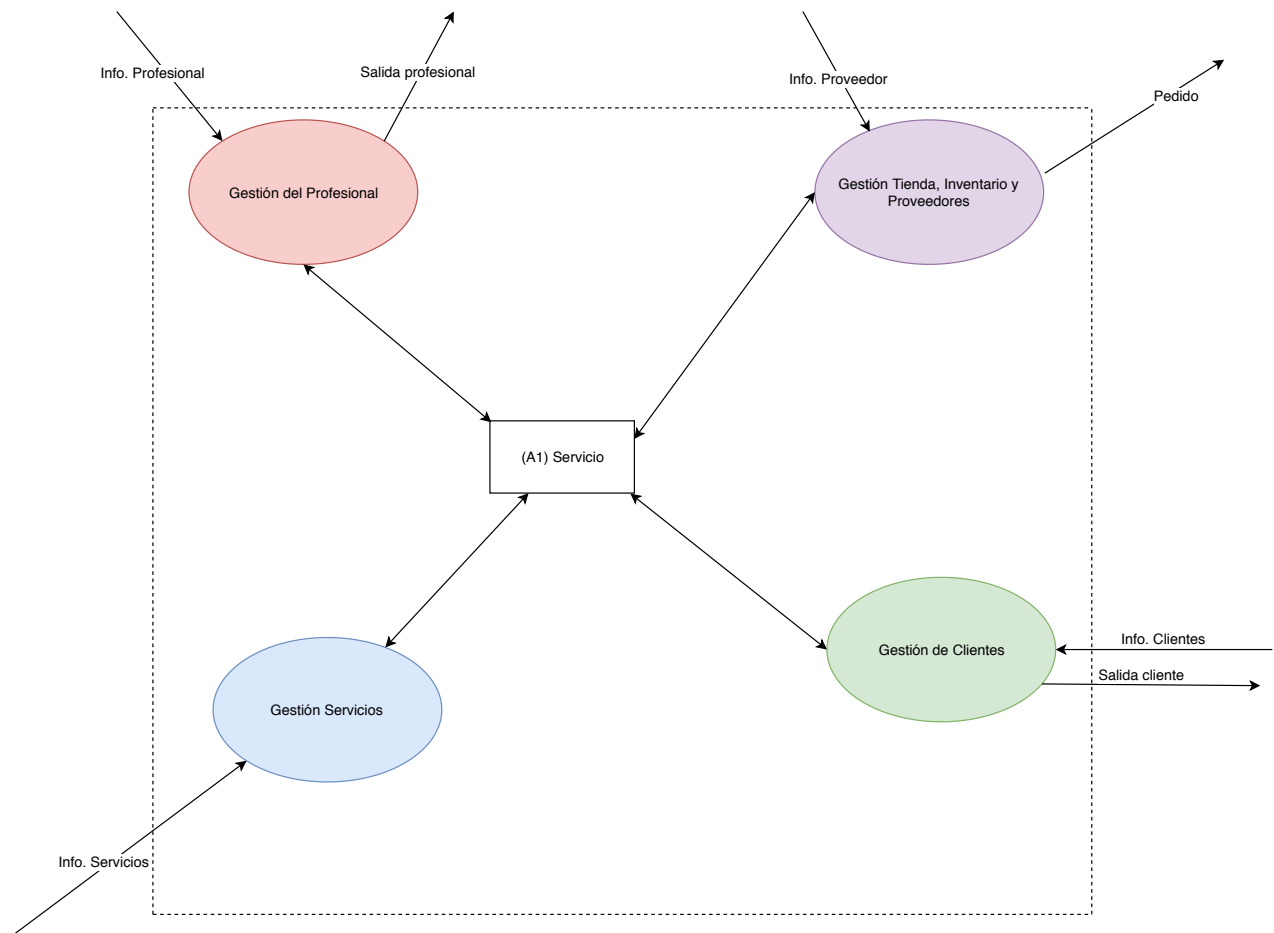 Info. Profesional
Salida profesional
Info. Proveedor
Pedido
Gestión del Profesional
Gestión Tienda, Inventario y
Proveedores
(A1) Servicio
Gestión de Clientes
Info. Clientes
Salida cliente
Gestión Servicios
Info. Servicios